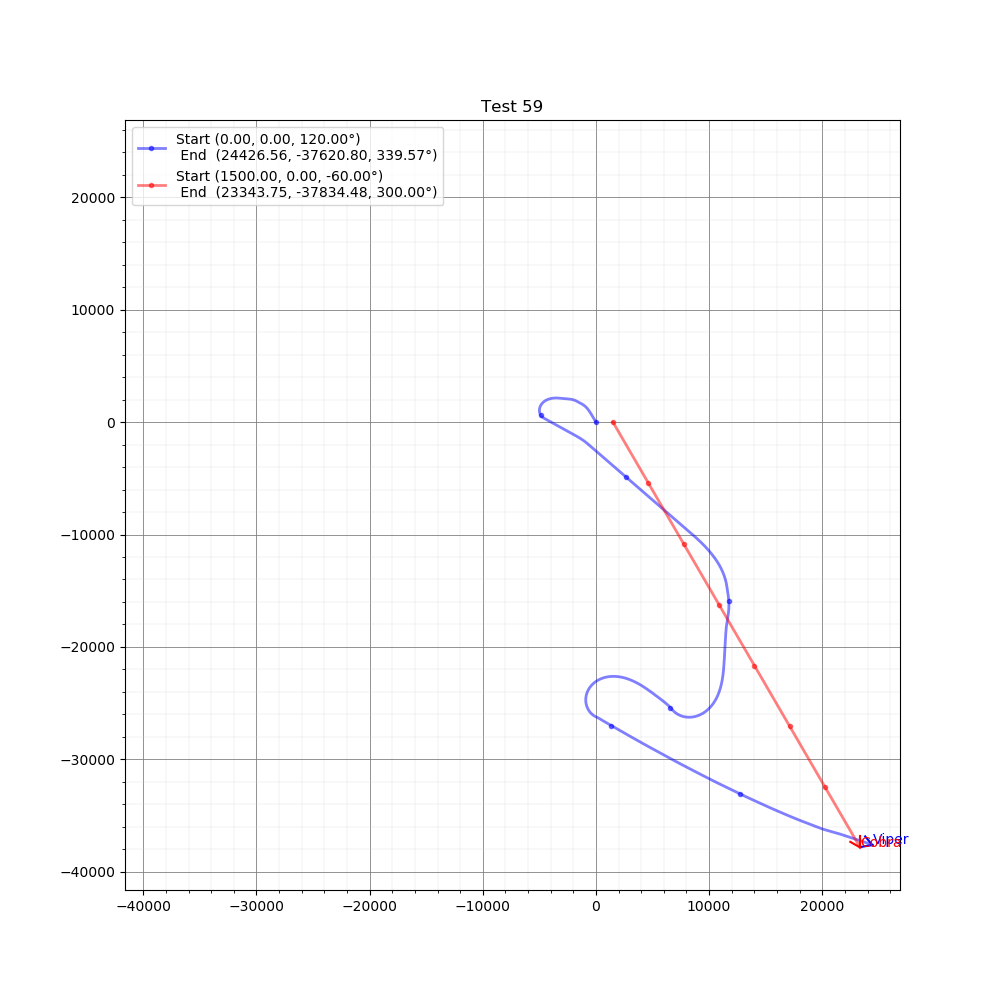 Test 59
Start (0.00, 0.00, 120.00°)
End (24426.56, -37620.80, 339.57°)
Start (1500.00, 0.00, -60.00°)
End (23343.75, -37834.48, 300.00°)
20000
10000
0
−10000
−20000
−30000
−40000
Viper
Cobra
−40000 −30000 −20000 −10000 0 10000 20000